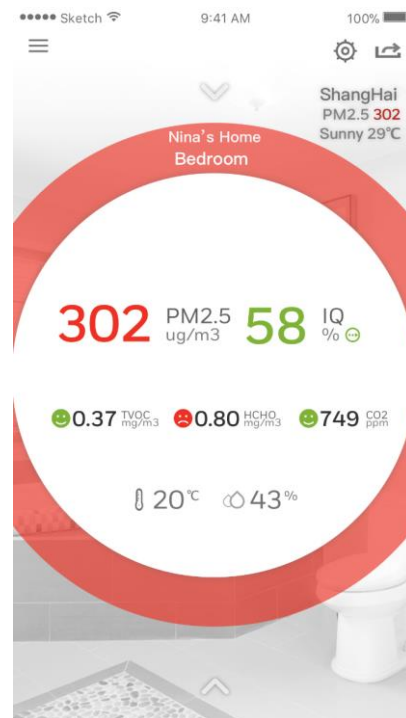 Sketch 9:41 AM 100%
ShangHai
PM2.5 302
Sunny 29℃
Nina's Home
Bedroom
302 PM2.5 ug/m3 58 IQ %
0.37 TVOC mg/m3 0.80 HCHO mg/m3 749 CO2 ppm
20℃ 43%